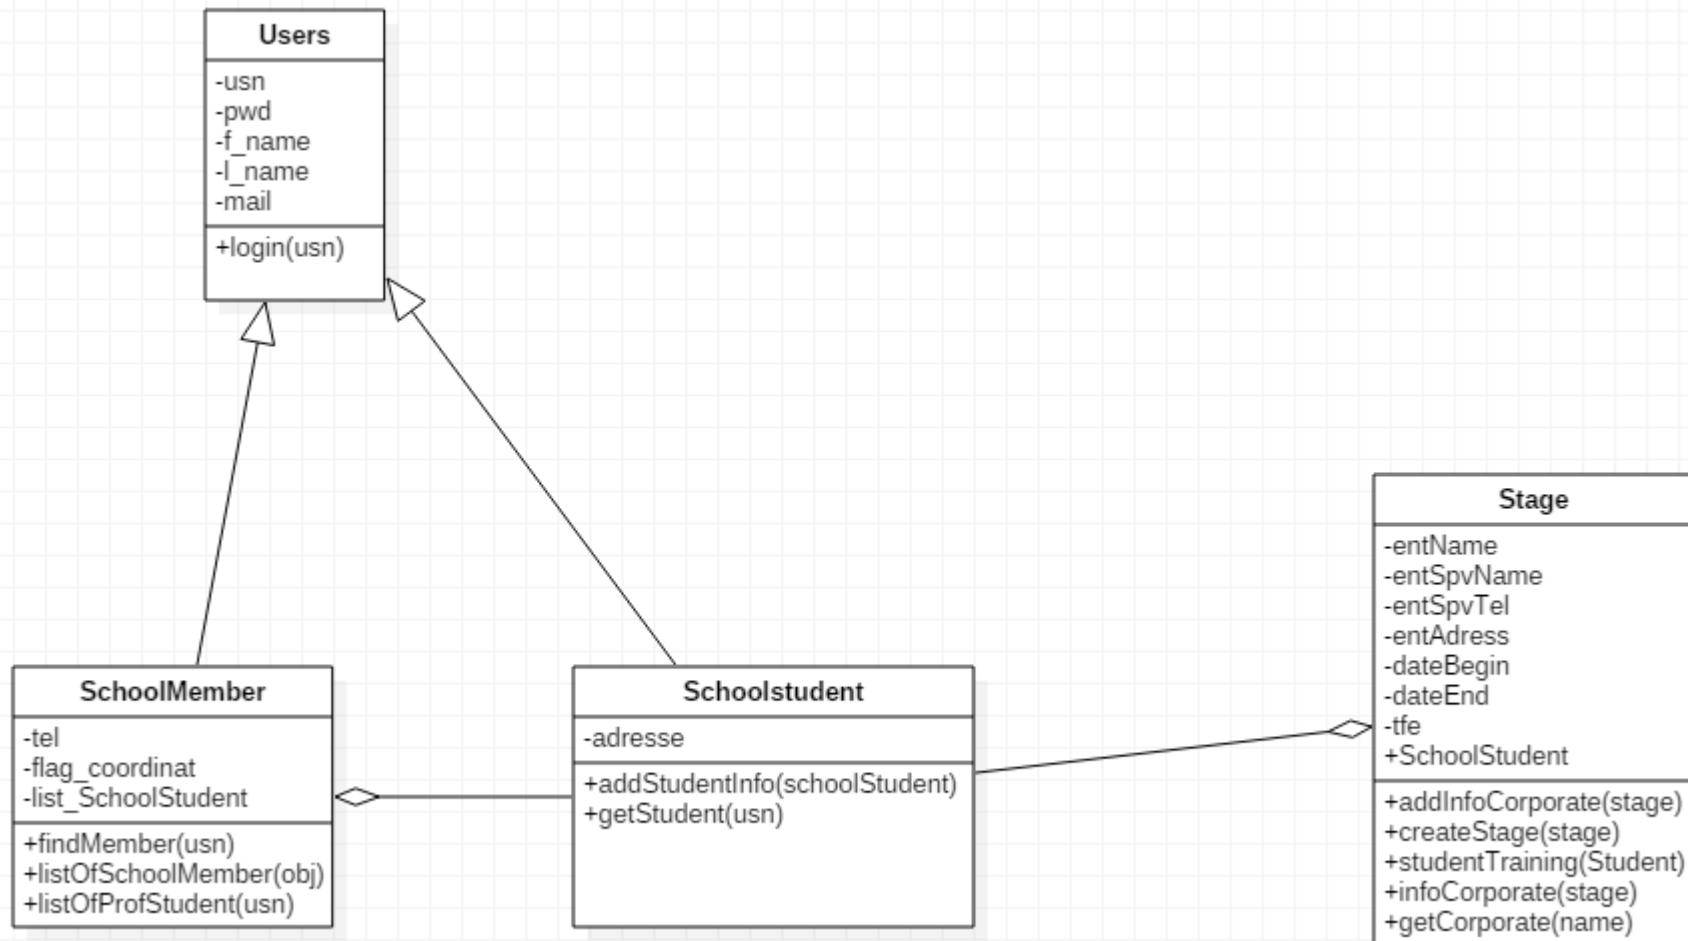 Users
-usn
-pwd
-f_name
-l_name
-mail
+login(usn)
SchoolMember
-tel
-flag_coordinat
-list_SchoolStudent
+findMember(usn)
+listOfSchoolMember(obj)
+listOfProfStudent(usn)
Schoolstudent
-adresse
+addStudentInfo(schoolStudent)
+getStudent(usn)
Stage
-entName
-entSpvName
-entSpvTel
-entAdress
-dateBegin
-dateEnd
-tfe
+SchoolStudent
+addInfoCorporate(stage)
+createStage(stage)
+studentTraining(Student)
+infoCorporate(stage)
+getCorporate(name)